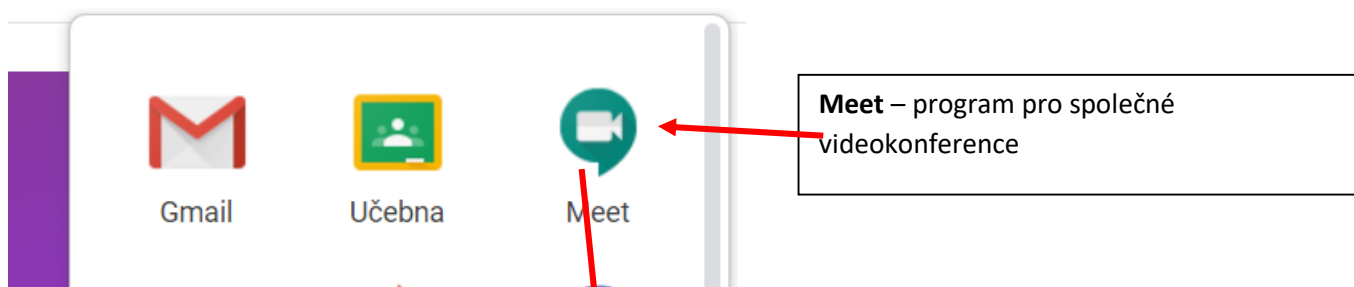 Meet – program pro společné
videokonference
Gmail
Učebna
Meet